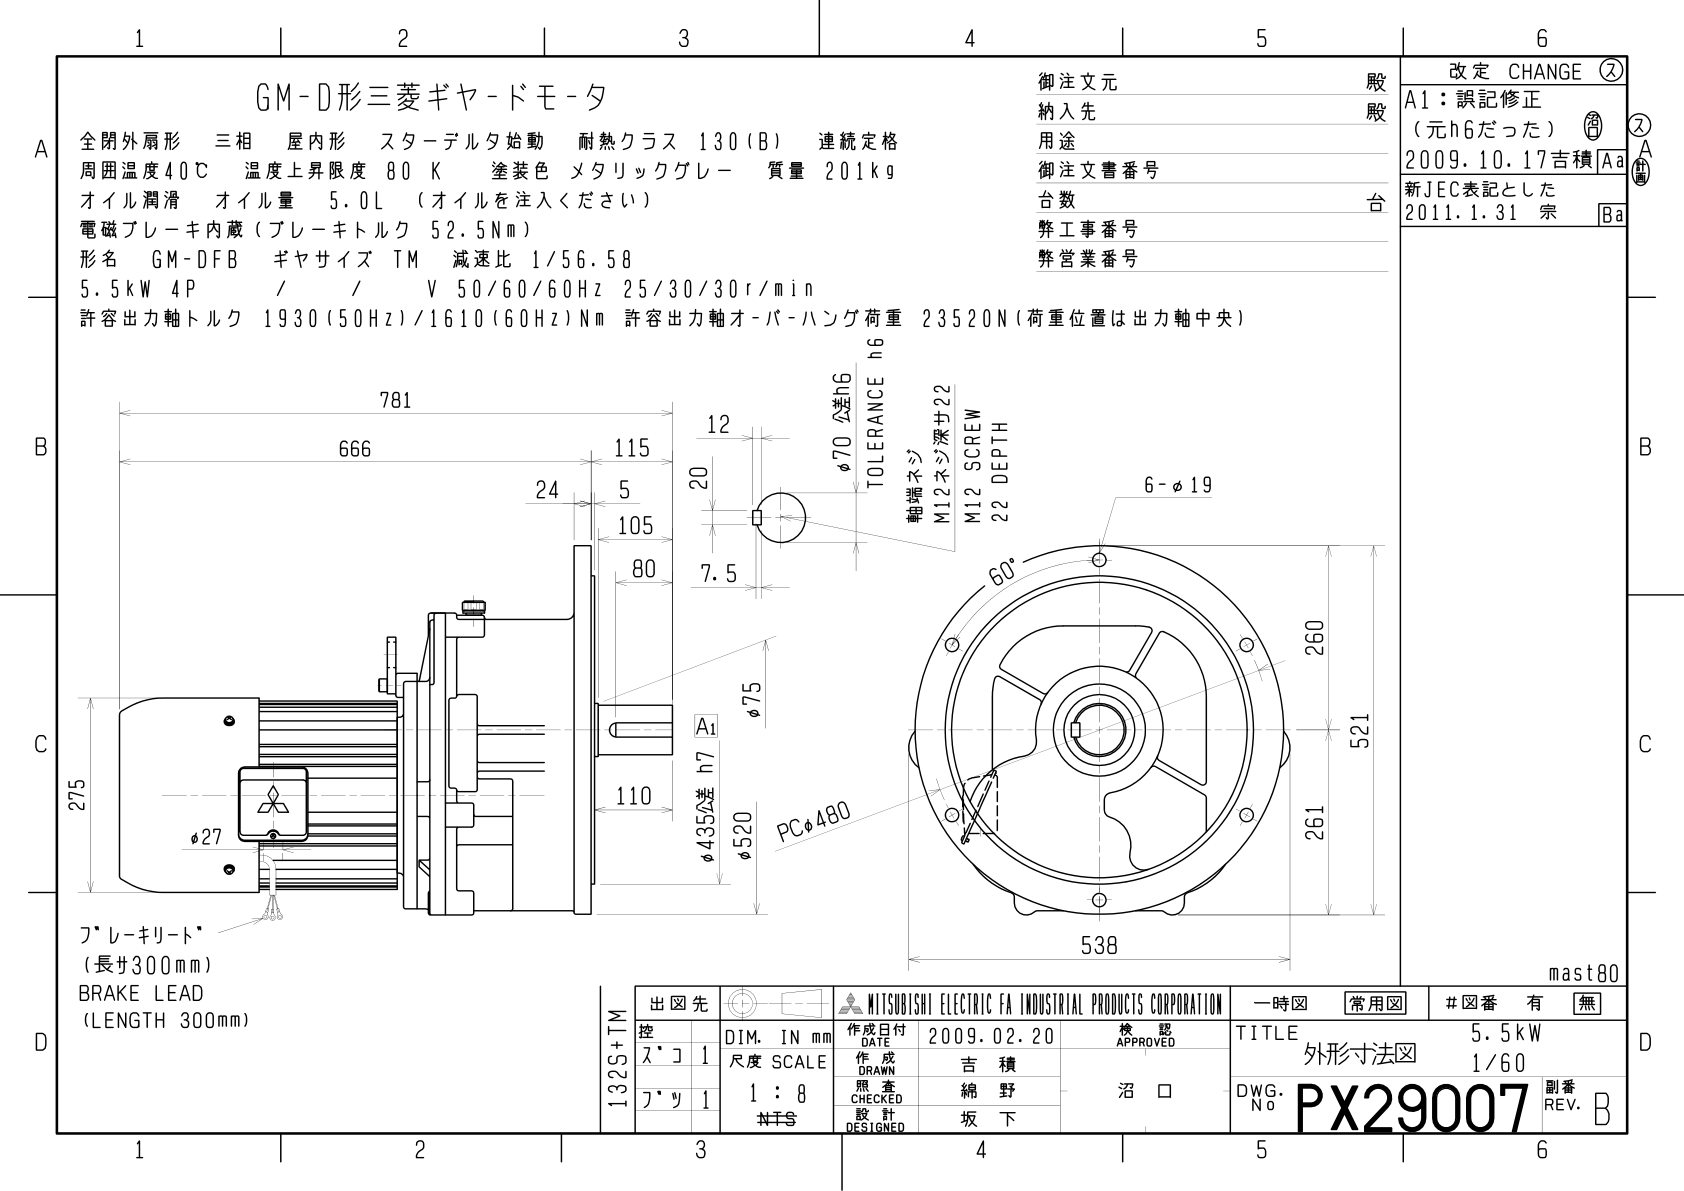 1 2 3 4 5 6
A
B
C
D
GM-D形三菱ギヤ-ドモ-タ
全閉外扇形 三相 屋内形 スターデルタ始動 耐熱クラス 130(B) 連続定格
周囲温度40℃ 温度上昇限度 80 K 塗装色 メタリックグレー 質量 201kg
オイル潤滑 オイル量 5.0L (オイルを注入ください)
電磁ブレーキ内蔵(ブレーキトルク 52.5Nm)
形名 GM-DFB ギヤサイズ TM 減速比 1/56.58
5.5kW 4P / / V 50/60/60Hz 25/30/30r/min
許容出力軸トルク 1930(50Hz)/1610(60Hz)Nm 許容出力軸オ-バ-ハング荷重 23520N(荷重位置は出力軸中央)
御注文元 殿
納入先 殿
用途
御注文書番号
台数 台
弊工事番号
弊営業番号
改定 CHANGE ス
A1:誤記修正
(元h6だった) 沼口 ス
2009.10.17吉積 Aa
A 計画
新JEC表記とした
2011.1.31 宗 Ba
A
B
C
D
781
666 115
24 5
105
80
110
275
φ27
φ75
A1
φ435公差 h7
φ520
12
20
7.5
φ70 公差h6
TOLERANCE h6
軸端ネジ
M12ネジ深サ22
M12 SCREW
22 DEPTH
6-φ19
60°
PCφ480
260
261
521
538
ブレーキリード
(長サ300mm)
BRAKE LEAD
(LENGTH 300mm)
mast80
132S+TM
出図先
控
ズコ 1
ブツ 1
DIM. IN mm
尺度 SCALE
1 : 8
NTS
MITSUBISHI ELECTRIC FA INDUSTRIAL PRODUCTS CORPORATION
作成日付 DATE 2009.02.20
作成 DRAWN 吉積
照査 CHECKED 綿野
設計 DESIGNED 坂下
検認 APPROVED
沼口
一時図 常用図 #図番 有 無
TITLE 外形寸法図
5.5kW
1/60
DWG. No PX29007
副番 REV. B
1 2 3 4 5 6